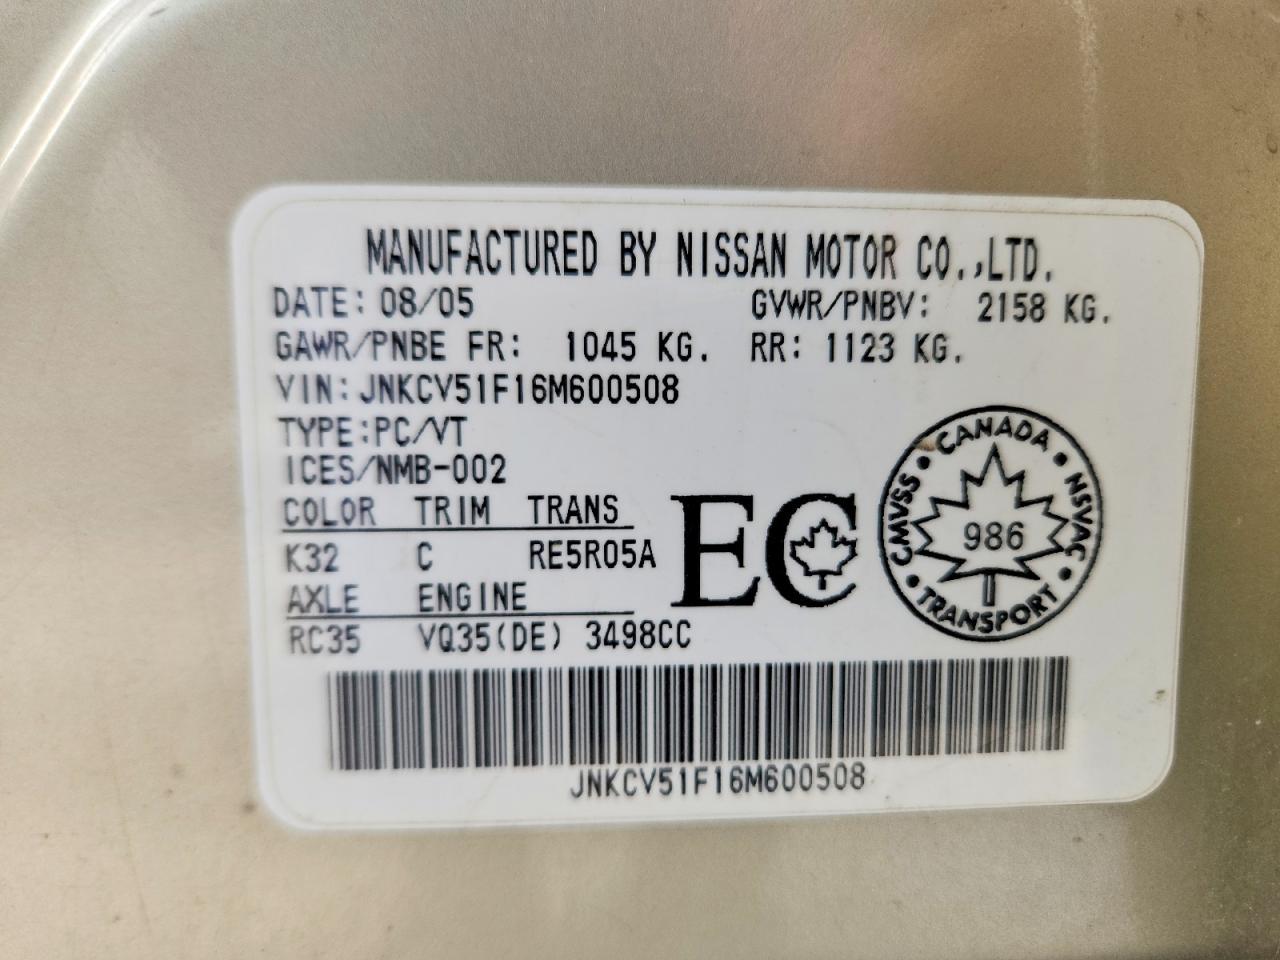 MANUFACTURED BY NISSAN MOTOR CO.,LTD.
DATE: 08/05 GVWR/PNBV: 2158 KG.
GAWR/PNBE FR: 1045 KG. RR: 1123 KG.
VIN: JNKCV51F16M600508
TYPE:PC/VT
ICES/NMB-002
COLOR TRIM TRANS
K32 C RE5R05A
AXLE ENGINE
RC35 VQ35(DE) 3498CC
EC
CANADA • NSVAC • TRANSPORT • CMVSS •
986
JNKCV51F16M600508